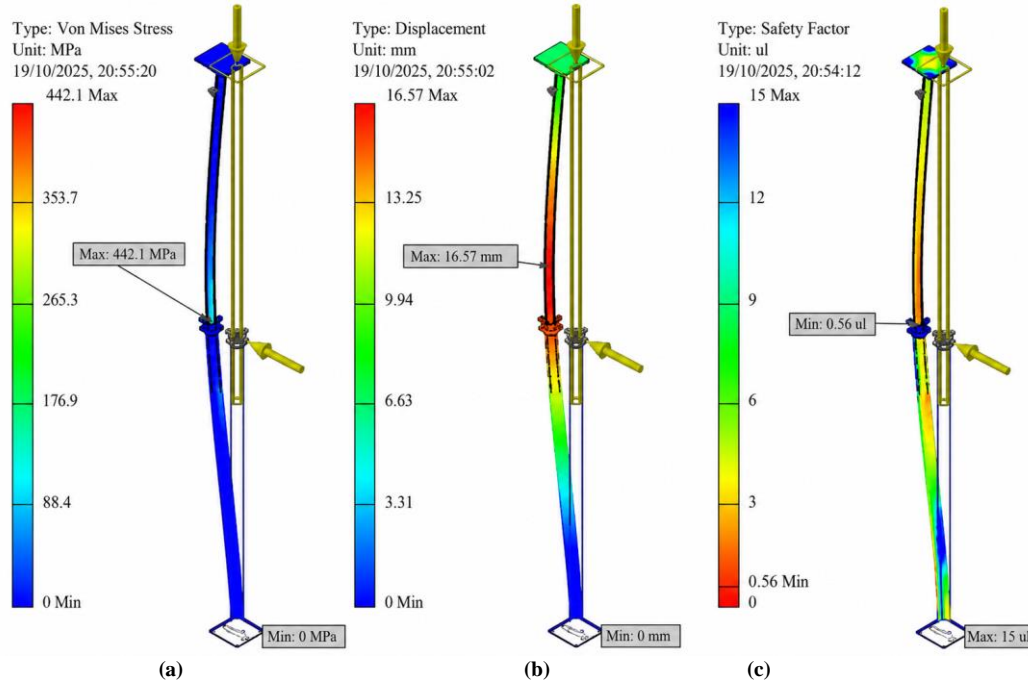 Type: Von Mises Stress
Unit: MPa
19/10/2025, 20:55:20
442.1 Max
353.7
265.3
176.9
88.4
0 Min
Max: 442.1 MPa
Min: 0 MPa
(a)
Type: Displacement
Unit: mm
19/10/2025, 20:55:02
16.57 Max
13.25
9.94
6.63
3.31
0 Min
Max: 16.57 mm
Min: 0 mm
(b)
Type: Safety Factor
Unit: ul
19/10/2025, 20:54:12
15 Max
12
9
6
3
0.56 Min
0
Min: 0.56 ul
Max: 15 ul
(c)